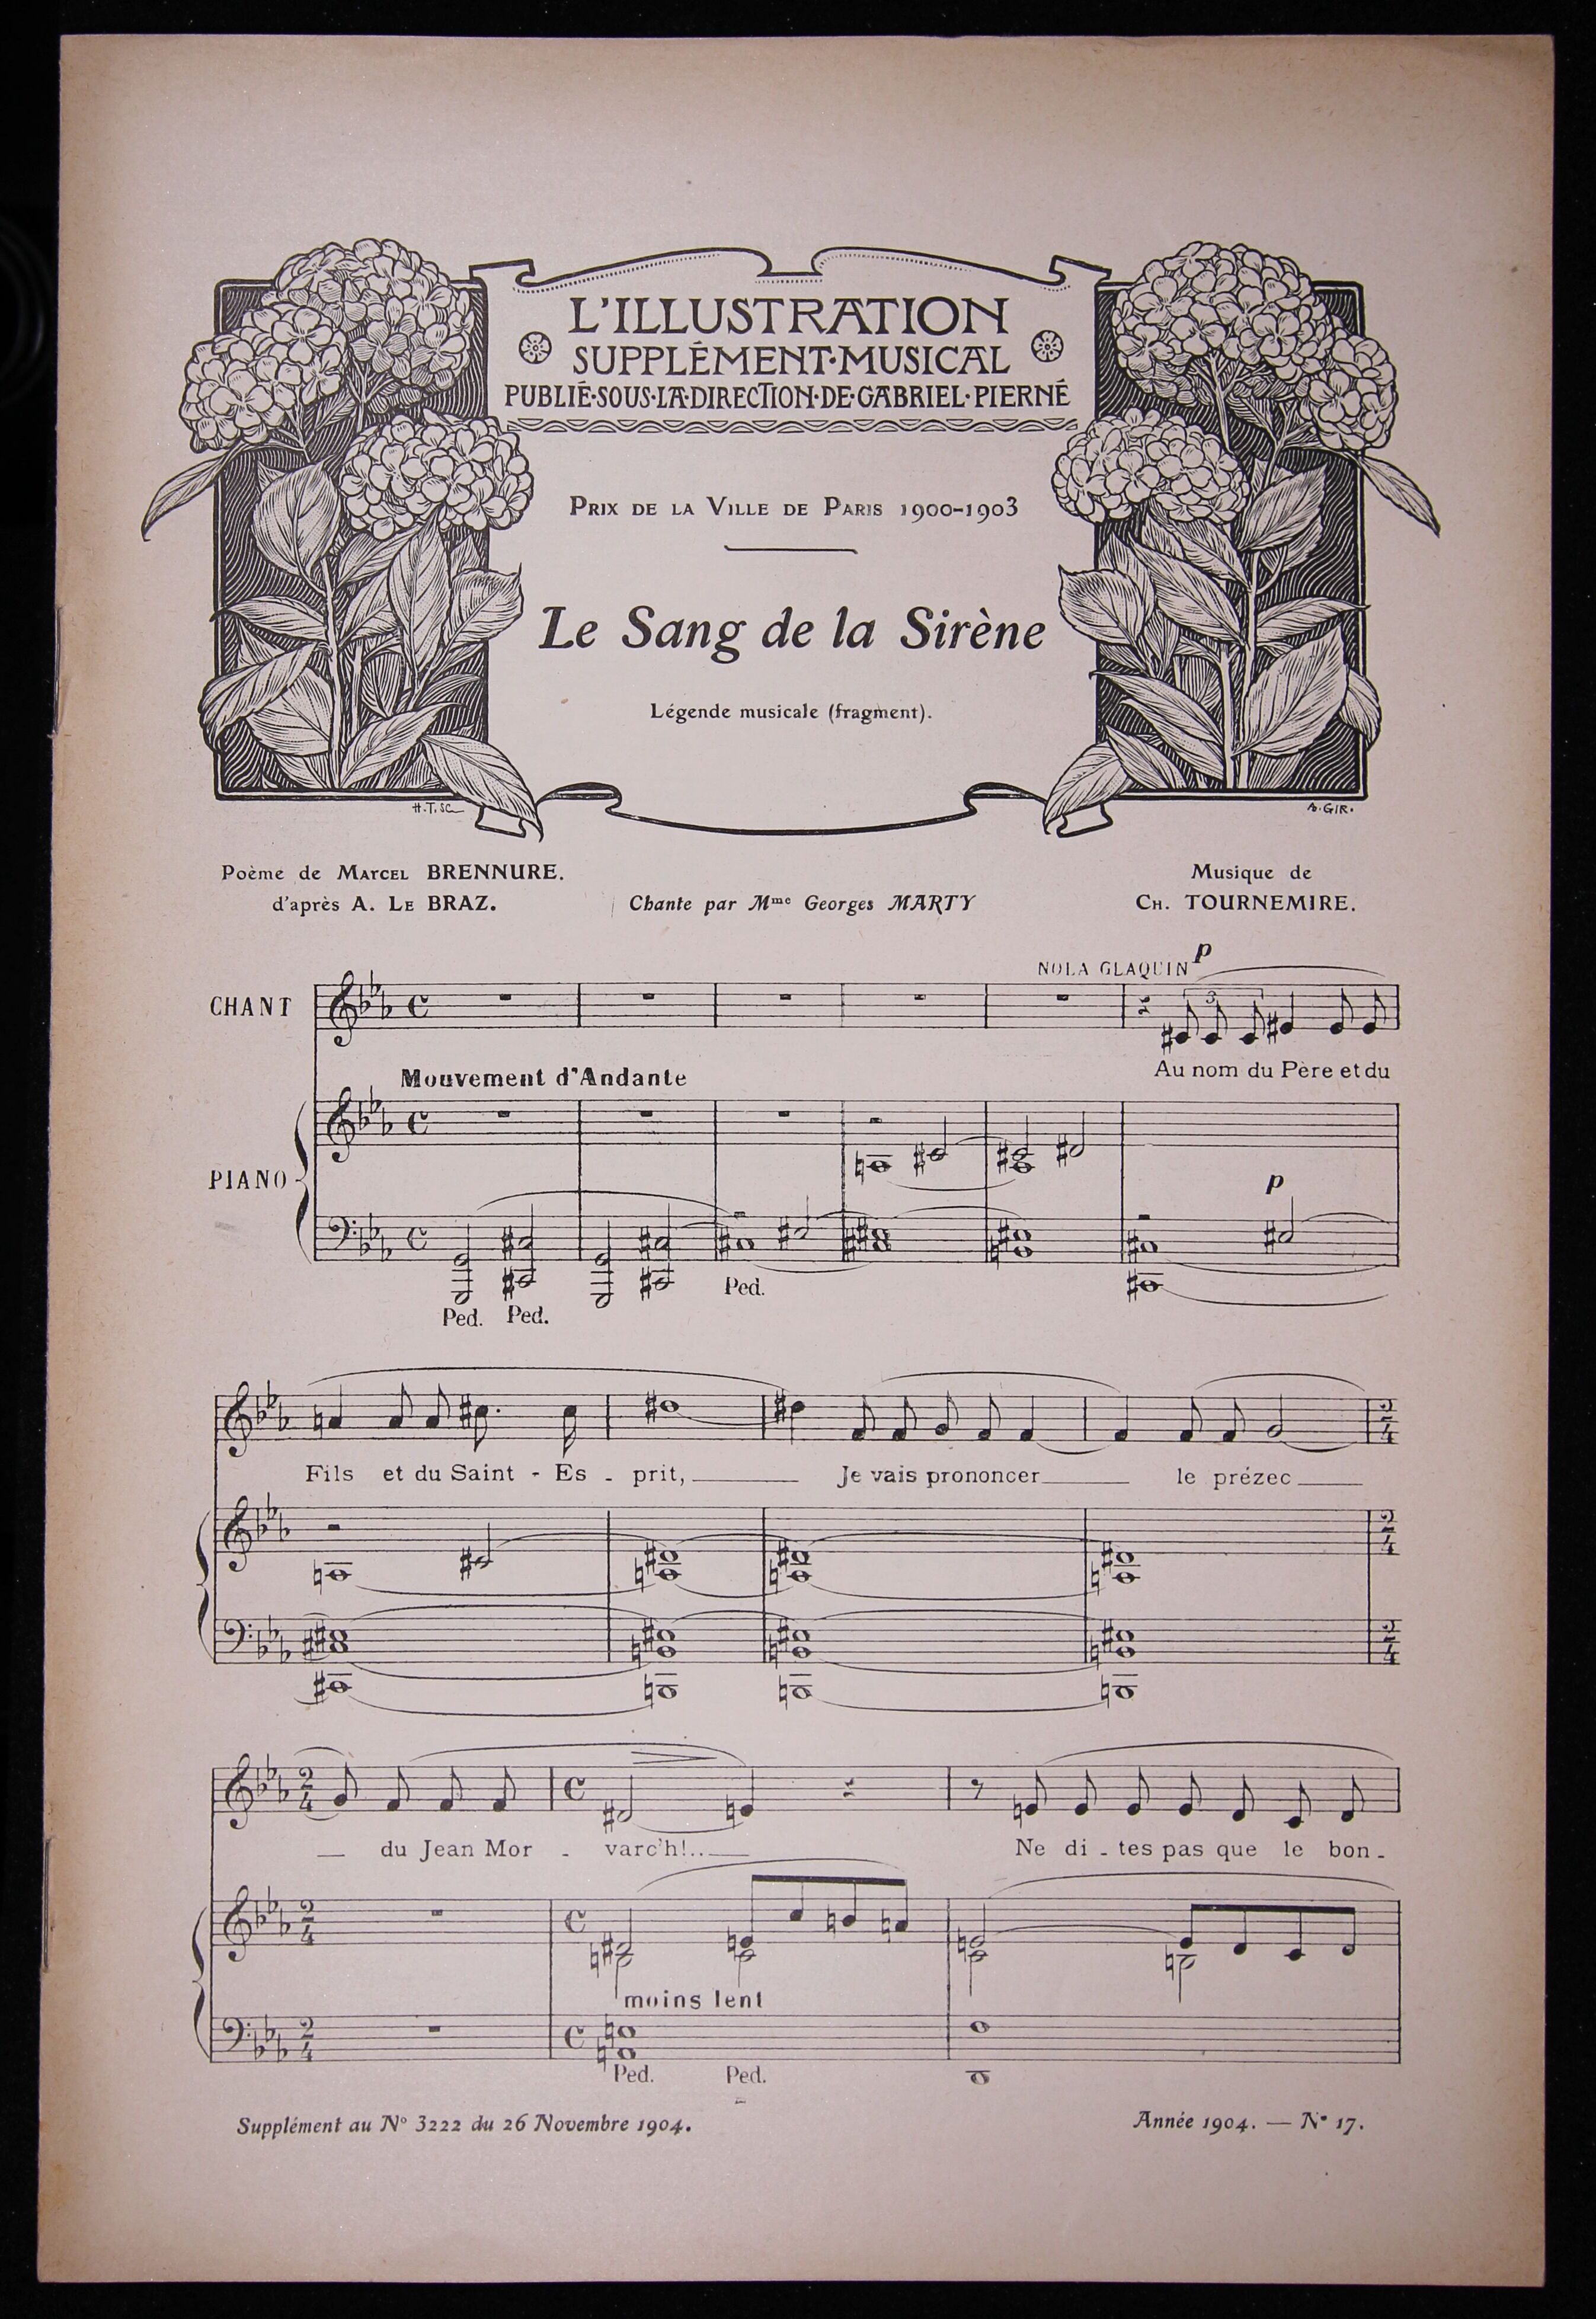 L'ILLUSTRATION
SUPPLÉMENT·MUSICAL
PUBLIÉ·SOUS·LA·DIRECTION·DE·GABRIEL·PIERNÉ
Prix de la Ville de Paris 1900-1903
Le Sang de la Sirène
Légende musicale (fragment).
H.T.SC
A.GIR.
Poème de Marcel BRENNURE.
d'après A. Le BRAZ.
Chante par Mme Georges MARTY
Musique de
Ch. TOURNEMIRE.
NOLA GLAQUIN p
CHANT
Au nom du Père et du
Mouvement d'Andante
PIANO
p
Ped. Ped. Ped.
Fils et du Saint - Es - prit, Je vais prononcer le prézec
du Jean Mor - varc'h!.. Ne di - tes pas que le bon -
moins lent
Ped. Ped.
Supplément au No 3222 du 26 Novembre 1904.
Année 1904. — N° 17.